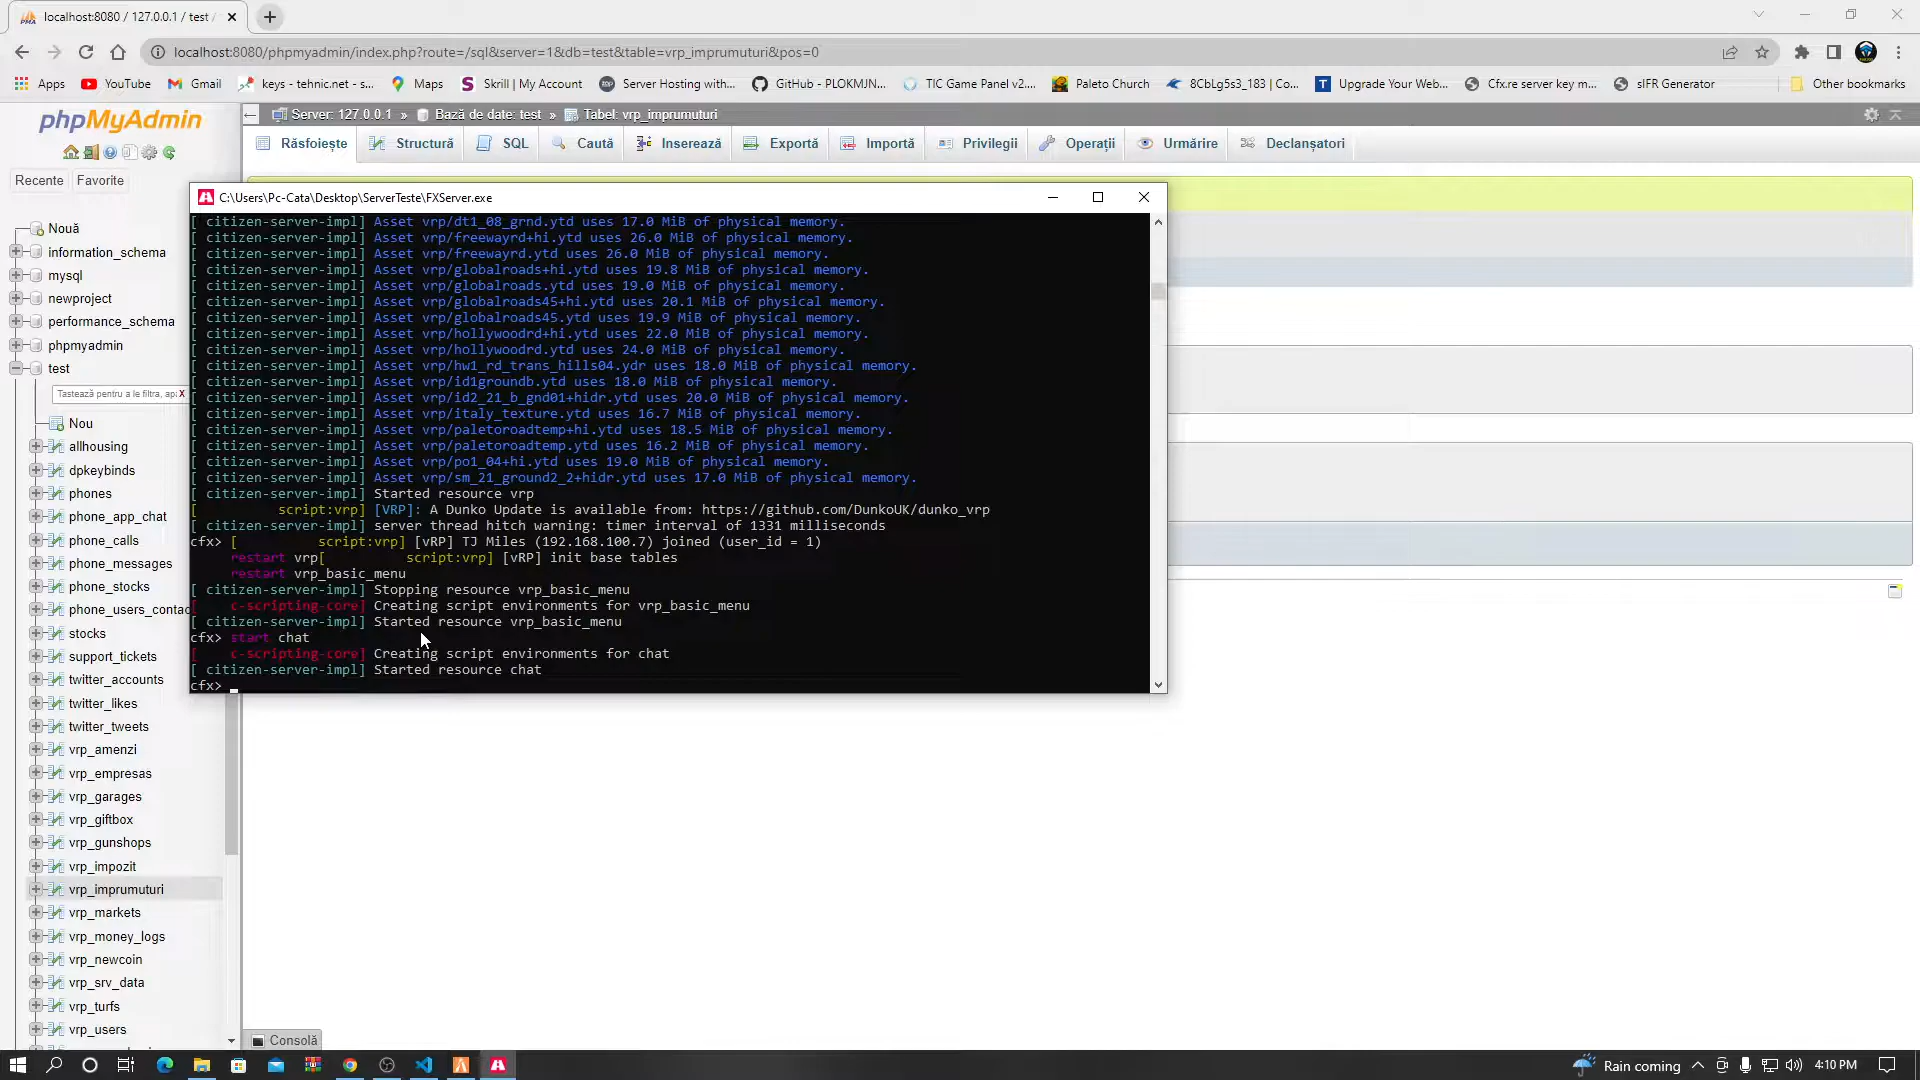 localhost:8080 / 127.0.0.1 / test /
localhost:8080/phpmyadmin/index.php?route=/sql&server=1&db=test&table=vrp_imprumuturi&pos=0
Apps YouTube Gmail keys - tehnic.net - s... Maps Skrill | My Account Server Hosting with... GitHub - PLOKMJN... TIC Game Panel v2.... Paleto Church 8CbLg5s3_183 | Co... Upgrade Your Web... Cfx.re server key m... sIFR Generator Other bookmarks
phpMyAdmin
Server: 127.0.0.1 » Bază de date: test » Tabel: vrp_imprumuturi
Răsfoiește Structură SQL Caută Inserează Exportă Importă Privilegii Operații Urmărire Declanșatori
Recente Favorite
Nouă
information_schema
mysql
newproject
performance_schema
phpmyadmin
test
Tastează pentru a le filtra, ap X
Nou
allhousing
dpkeybinds
phones
phone_app_chat
phone_calls
phone_messages
phone_stocks
phone_users_contac
stocks
support_tickets
twitter_accounts
twitter_likes
twitter_tweets
vrp_amenzi
vrp_empresas
vrp_garages
vrp_giftbox
vrp_gunshops
vrp_impozit
vrp_imprumuturi
vrp_markets
vrp_money_logs
vrp_newcoin
vrp_srv_data
vrp_turfs
vrp_users
C:\Users\Pc-Cata\Desktop\ServerTeste\FXServer.exe
[ citizen-server-impl] Asset vrp/dt1_08_grnd.ytd uses 17.0 MiB of physical memory.
[ citizen-server-impl] Asset vrp/freewayrd+hi.ytd uses 26.0 MiB of physical memory.
[ citizen-server-impl] Asset vrp/freewayrd.ytd uses 26.0 MiB of physical memory.
[ citizen-server-impl] Asset vrp/globalroads+hi.ytd uses 19.8 MiB of physical memory.
[ citizen-server-impl] Asset vrp/globalroads.ytd uses 19.0 MiB of physical memory.
[ citizen-server-impl] Asset vrp/globalroads45+hi.ytd uses 20.1 MiB of physical memory.
[ citizen-server-impl] Asset vrp/globalroads45.ytd uses 19.9 MiB of physical memory.
[ citizen-server-impl] Asset vrp/hollywoodrd+hi.ytd uses 22.0 MiB of physical memory.
[ citizen-server-impl] Asset vrp/hollywoodrd.ytd uses 24.0 MiB of physical memory.
[ citizen-server-impl] Asset vrp/hw1_rd_trans_hills04.ydr uses 18.0 MiB of physical memory.
[ citizen-server-impl] Asset vrp/id1groundb.ytd uses 18.0 MiB of physical memory.
[ citizen-server-impl] Asset vrp/id2_21_b_gnd01+hidr.ytd uses 20.0 MiB of physical memory.
[ citizen-server-impl] Asset vrp/italy_texture.ytd uses 16.7 MiB of physical memory.
[ citizen-server-impl] Asset vrp/paletoroadtemp+hi.ytd uses 18.5 MiB of physical memory.
[ citizen-server-impl] Asset vrp/paletoroadtemp.ytd uses 16.2 MiB of physical memory.
[ citizen-server-impl] Asset vrp/po1_04+hi.ytd uses 19.0 MiB of physical memory.
[ citizen-server-impl] Asset vrp/sm_21_ground2_2+hidr.ytd uses 17.0 MiB of physical memory.
[ citizen-server-impl] Started resource vrp
[ script:vrp] [VRP]: A Dunko Update is available from: https://github.com/DunkoUK/dunko_vrp
[ citizen-server-impl] server thread hitch warning: timer interval of 1331 milliseconds
cfx> [ script:vrp] [vRP] TJ Miles (192.168.100.7) joined (user_id = 1)
restart vrp[ script:vrp] [vRP] init base tables
restart vrp_basic_menu
[ citizen-server-impl] Stopping resource vrp_basic_menu
[ c-scripting-core] Creating script environments for vrp_basic_menu
[ citizen-server-impl] Started resource vrp_basic_menu
cfx> start chat
[ c-scripting-core] Creating script environments for chat
[ citizen-server-impl] Started resource chat
cfx>
Consolă
Rain coming 4:10 PM